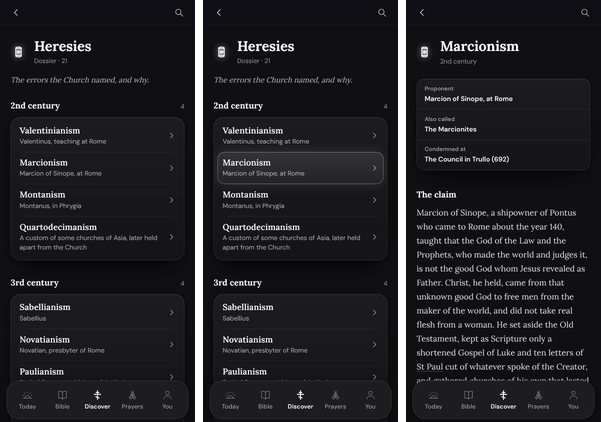 Heresies
Dossier · 21
The errors the Church named, and why.
2nd century 4
Valentinianism
Valentinus, teaching at Rome
Marcionism
Marcion of Sinope, at Rome
Montanism
Montanus, in Phrygia
Quartodecimanism
A custom of some churches of Asia, later held
apart from the Church
3rd century 4
Sabellianism
Sabellius
Novatianism
Novatian, presbyter of Rome
Paulianism
Today Bible Discover Prayers You
Heresies
Dossier · 21
The errors the Church named, and why.
2nd century 4
Valentinianism
Valentinus, teaching at Rome
Marcionism
Marcion of Sinope, at Rome
Montanism
Montanus, in Phrygia
Quartodecimanism
A custom of some churches of Asia, later held
apart from the Church
3rd century 4
Sabellianism
Sabellius
Novatianism
Novatian, presbyter of Rome
Paulianism
Today Bible Discover Prayers You
Marcionism
2nd century
Proponent
Marcion of Sinope, at Rome
Also called
The Marcionites
Condemned at
The Council in Trullo (692)
The claim
Marcion of Sinope, a shipowner of Pontus
who came to Rome about the year 140,
taught that the God of the Law and the
Prophets, who made the world and judges it,
is not the good God whom Jesus revealed as
Father. Christ, he held, came from that
unknown good God to free men from the
maker of the world, and did not take real
flesh from a woman. He set aside the Old
Testament, kept as Scripture only a
shortened Gospel of Luke and ten letters of
St Paul cut of whatever spoke of the Creator,
and gathered churches of his own that lasted
Today Bible Discover Prayers You